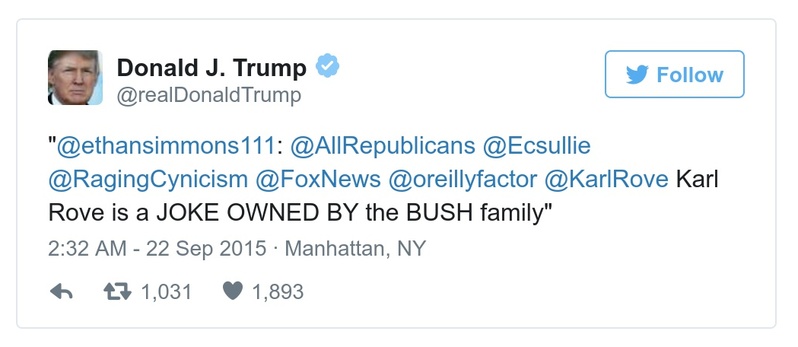 Donald J. Trump
@realDonaldTrump
Follow
"@ethansimmons111: @AllRepublicans @Ecsullie
@RagingCynicism @FoxNews @oreillyfactor @KarlRove Karl
Rove is a JOKE OWNED BY the BUSH family"
2:32 AM - 22 Sep 2015 · Manhattan, NY
1,031 1,893